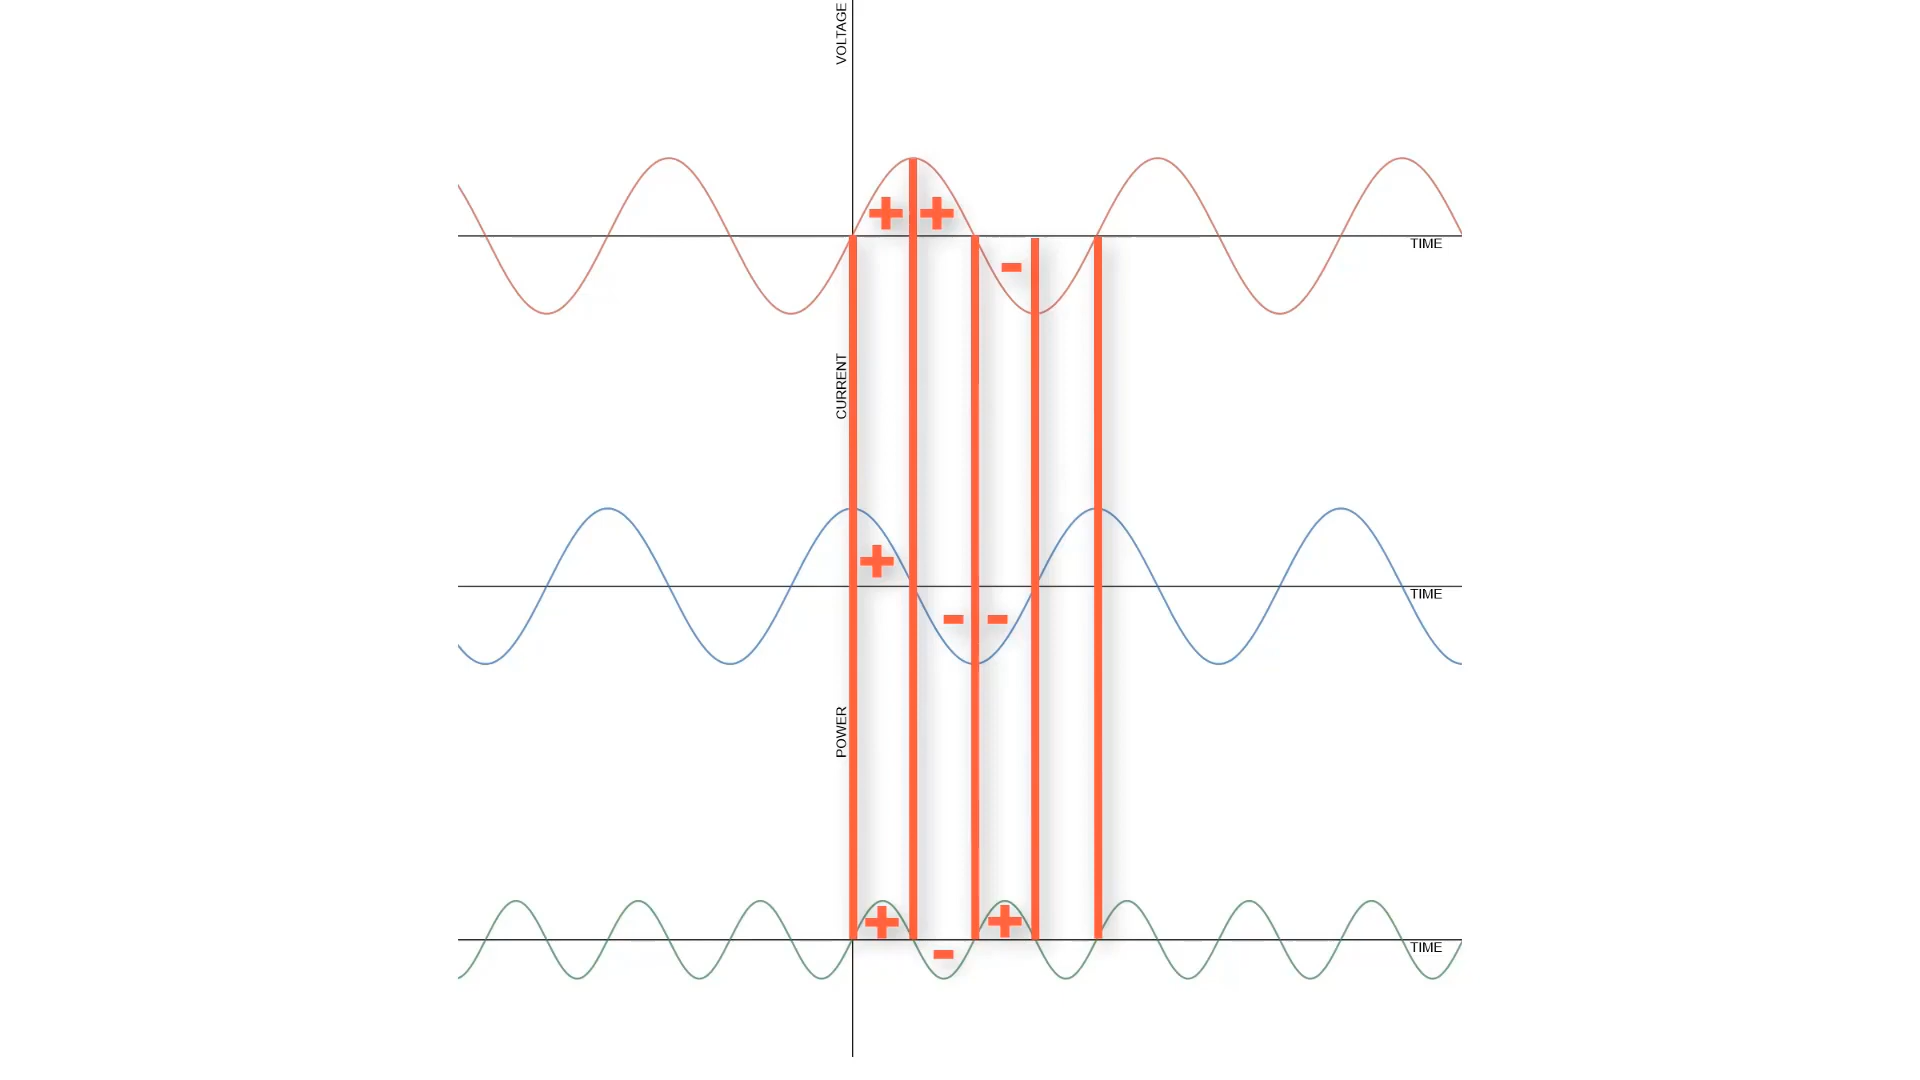 VOLTAGE
+ +
TIME
-
CURRENT
+
TIME
- -
POWER
+ +
TIME
-